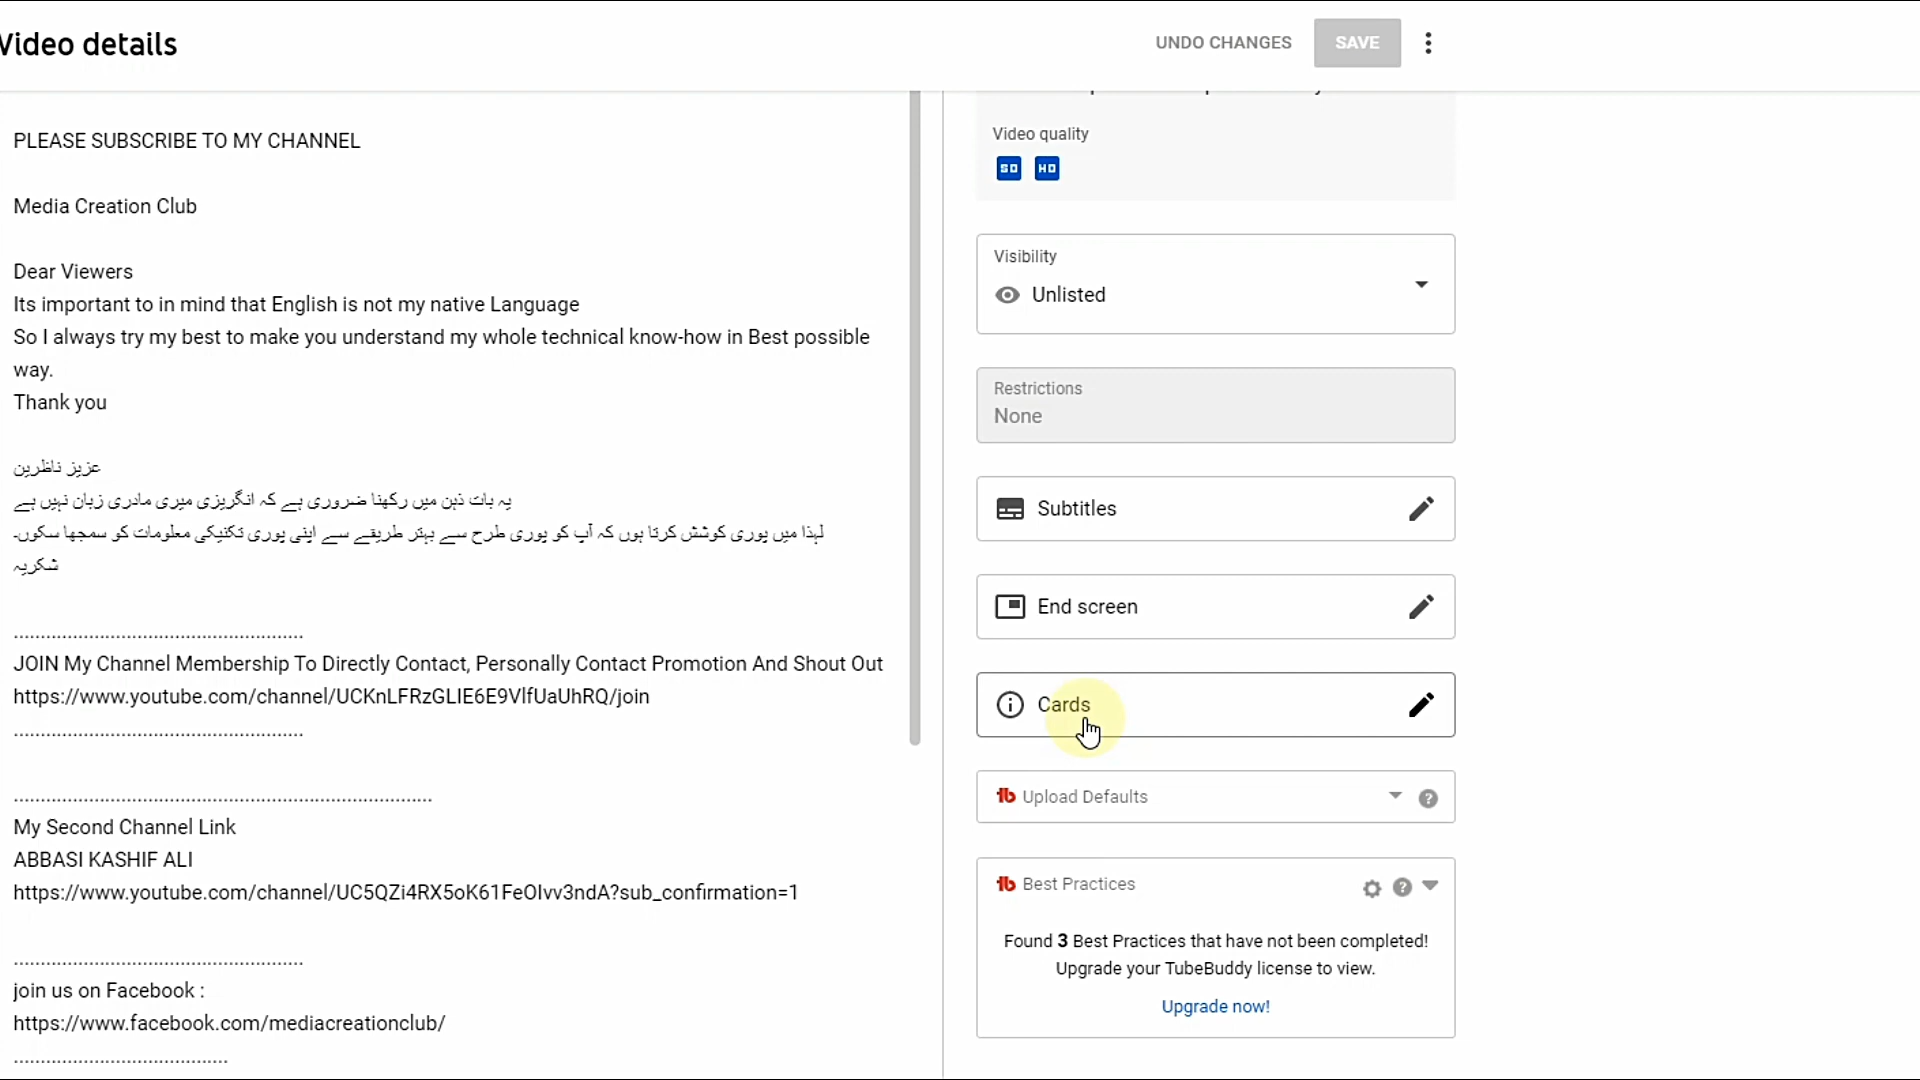 Video details
UNDO CHANGES
SAVE
PLEASE SUBSCRIBE TO MY CHANNEL
Media Creation Club
Dear Viewers
Its important to in mind that English is not my native Language
So I always try my best to make you understand my whole technical know-how in Best possible
way.
Thank you
عزیز ناظرین
یہ بات ذہن میں رکھنا ضروری ہے کہ انگریزی میری مادری زبان نہیں ہے
لہذا میں پوری کوشش کرتا ہوں کہ آپ کو پوری طرح سے بہتر طریقے سے اپنی پوری تکنیکی معلومات کو سمجھا سکوں۔
شکریہ
......................................................
JOIN My Channel Membership To Directly Contact, Personally Contact Promotion And Shout Out
https://www.youtube.com/channel/UCKnLFRzGLIE6E9VlfUaUhRQ/join
......................................................
..............................................................................
My Second Channel Link
ABBASI KASHIF ALI
https://www.youtube.com/channel/UC5QZi4RX5oK61FeOIvv3ndA?sub_confirmation=1
......................................................
join us on Facebook :
https://www.facebook.com/mediacreationclub/
........................................
Video quality
SD HD
Visibility
Unlisted
Restrictions
None
Subtitles
End screen
Cards
tb Upload Defaults
tb Best Practices
Found 3 Best Practices that have not been completed!
Upgrade your TubeBuddy license to view.
Upgrade now!